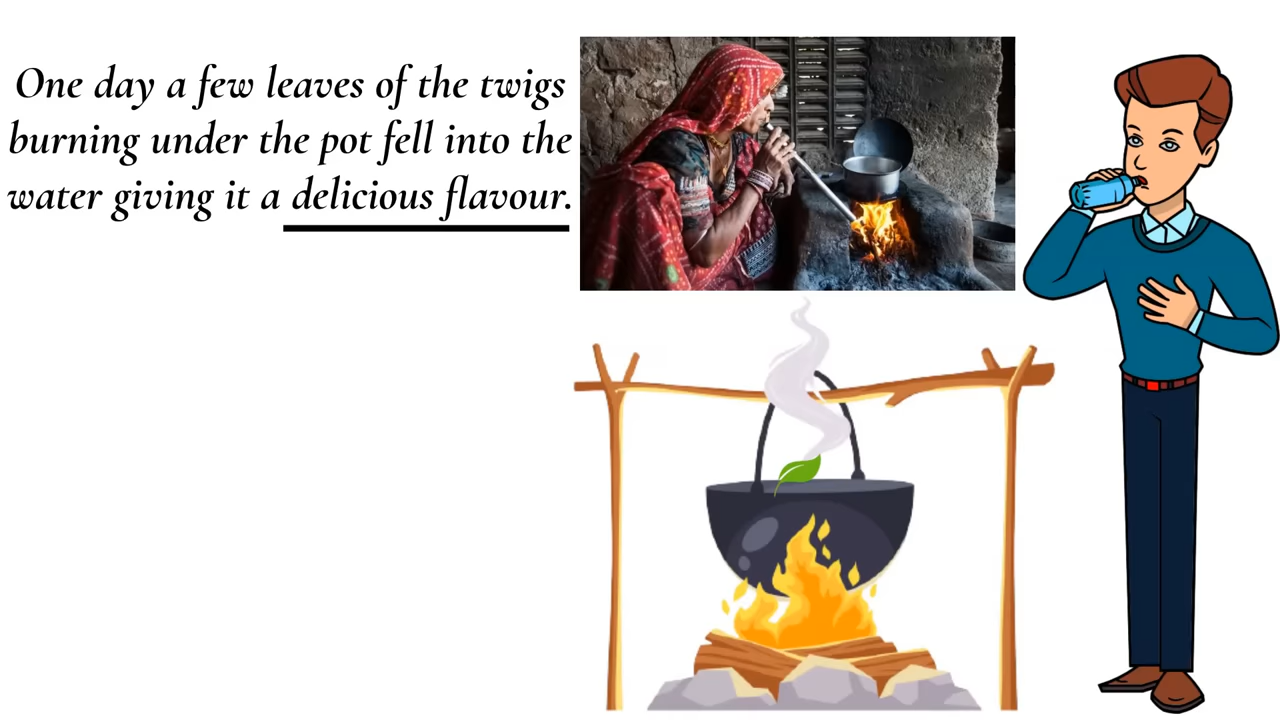 One day a few leaves of the twigs
burning under the pot fell into the
water giving it a delicious flavour.